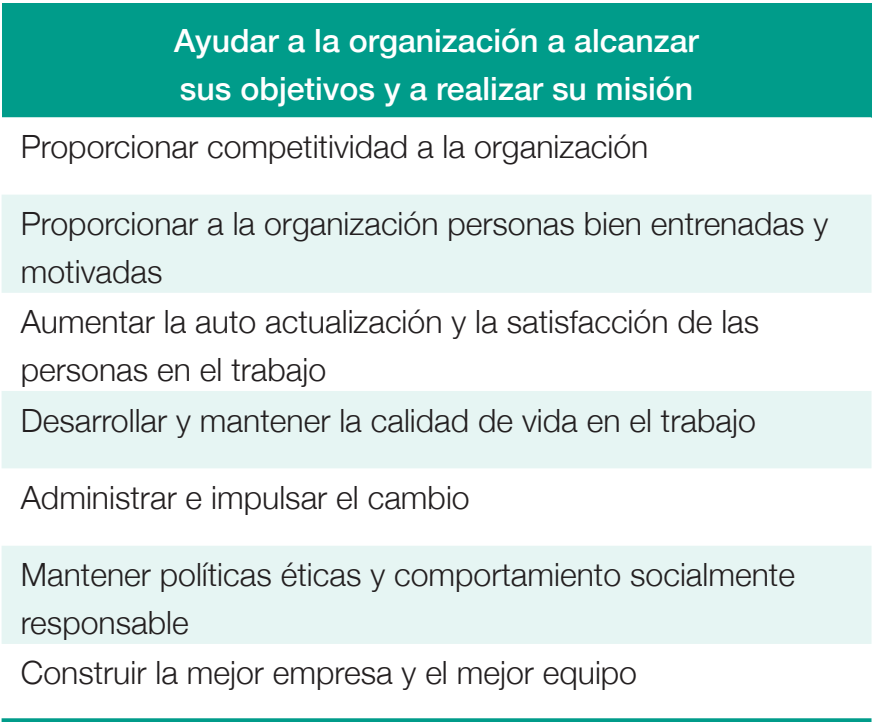 Ayudar a la organización a alcanzar
sus objetivos y a realizar su misión
Proporcionar competitividad a la organización
Proporcionar a la organización personas bien entrenadas y
motivadas
Aumentar la auto actualización y la satisfacción de las
personas en el trabajo
Desarrollar y mantener la calidad de vida en el trabajo
Administrar e impulsar el cambio
Mantener políticas éticas y comportamiento socialmente
responsable
Construir la mejor empresa y el mejor equipo